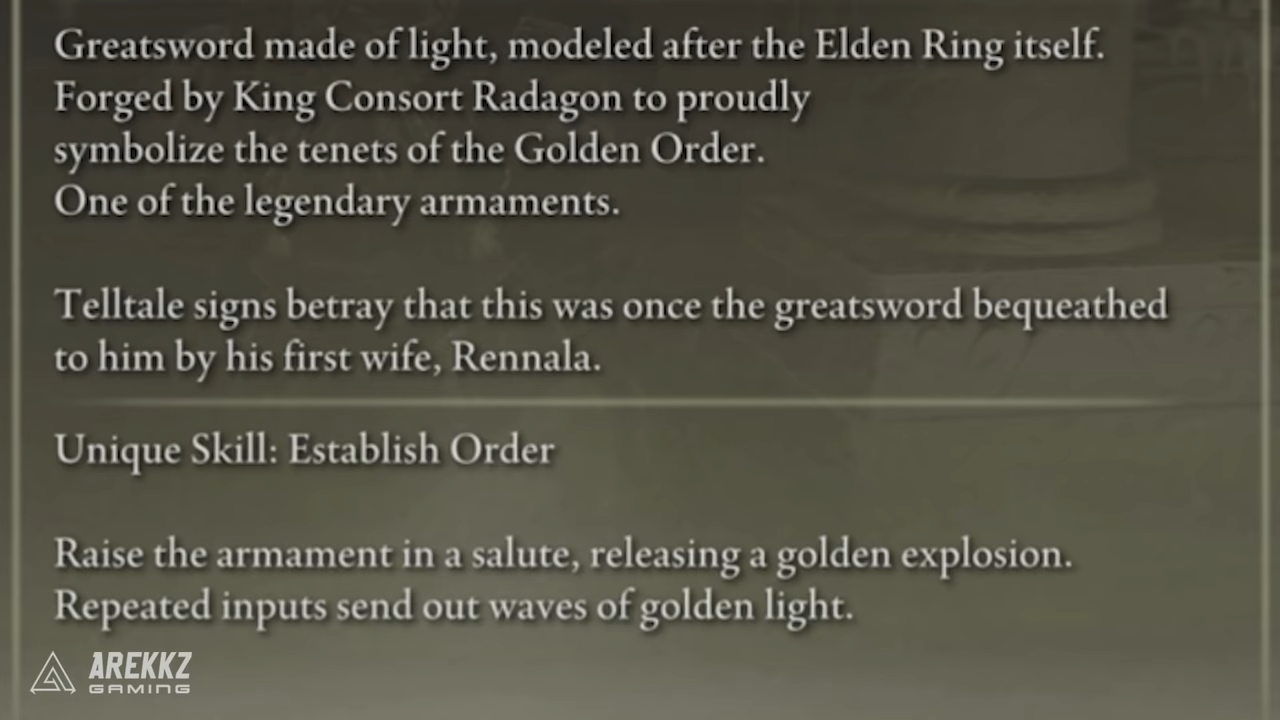 Greatsword made of light, modeled after the Elden Ring itself.
Forged by King Consort Radagon to proudly
symbolize the tenets of the Golden Order.
One of the legendary armaments.
Telltale signs betray that this was once the greatsword bequeathed
to him by his first wife, Rennala.
Unique Skill: Establish Order
Raise the armament in a salute, releasing a golden explosion.
Repeated inputs send out waves of golden light.
AREKKZ
GAMING